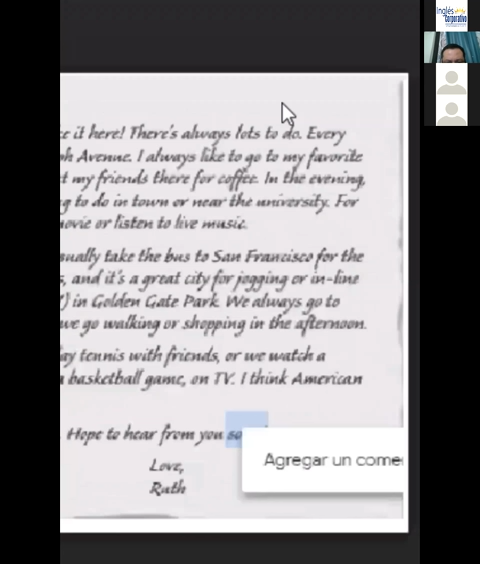 Inglés
Corporativo
it here! There's always lots to do. Every
Avenue. I always like to go to my favorite
my friends there for coffee. In the evening,
to do in town or near the university. For
movie or listen to live music.
usually take the bus to San Francisco for the
and it's a great city for jogging or in-line
in Golden Gate Park. We always go to
we go walking or shopping in the afternoon.
tennis with friends, or we watch a
basketball game, on TV. I think American
Hope to hear from you
Agregar un
Love,
Ruth